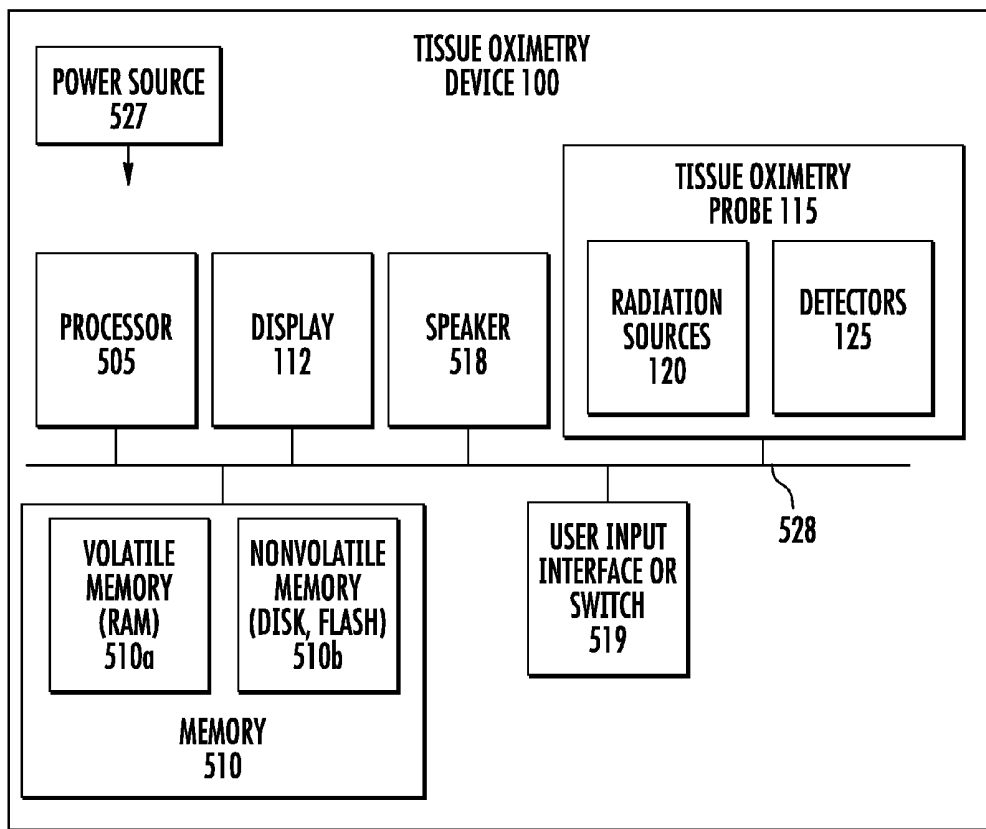 TISSUE OXIMETRY
DEVICE 100
POWER SOURCE
527
TISSUE OXIMETRY
PROBE 115
RADIATION
SOURCES
120
DETECTORS
125
PROCESSOR
505
DISPLAY
112
SPEAKER
518
528
VOLATILE
MEMORY
(RAM)
510a
NONVOLATILE
MEMORY
(DISK, FLASH)
510b
MEMORY
510
USER INPUT
INTERFACE OR
SWITCH
519